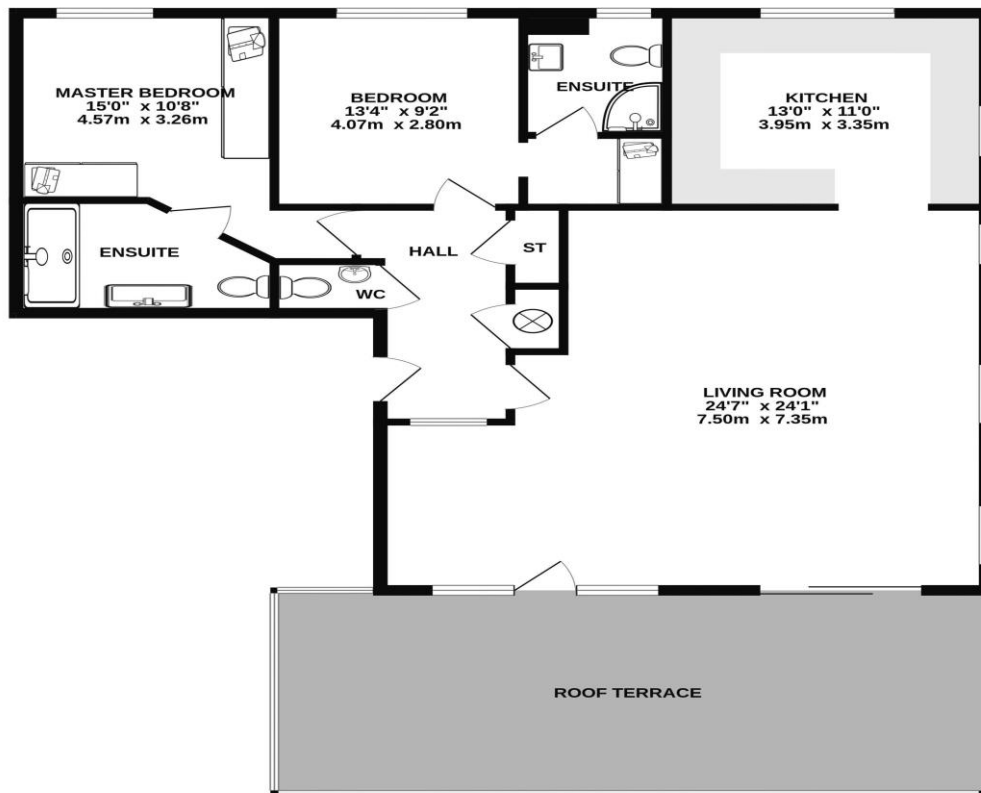 MASTER BEDROOM
15'0" x 10'8"
4.57m x 3.26m
BEDROOM
13'4" x 9'2"
4.07m x 2.80m
ENSUITE
KITCHEN
13'0" x 11'0"
3.95m x 3.35m
ENSUITE
HALL
ST
WC
LIVING ROOM
24'7" x 24'1"
7.50m x 7.35m
ROOF TERRACE